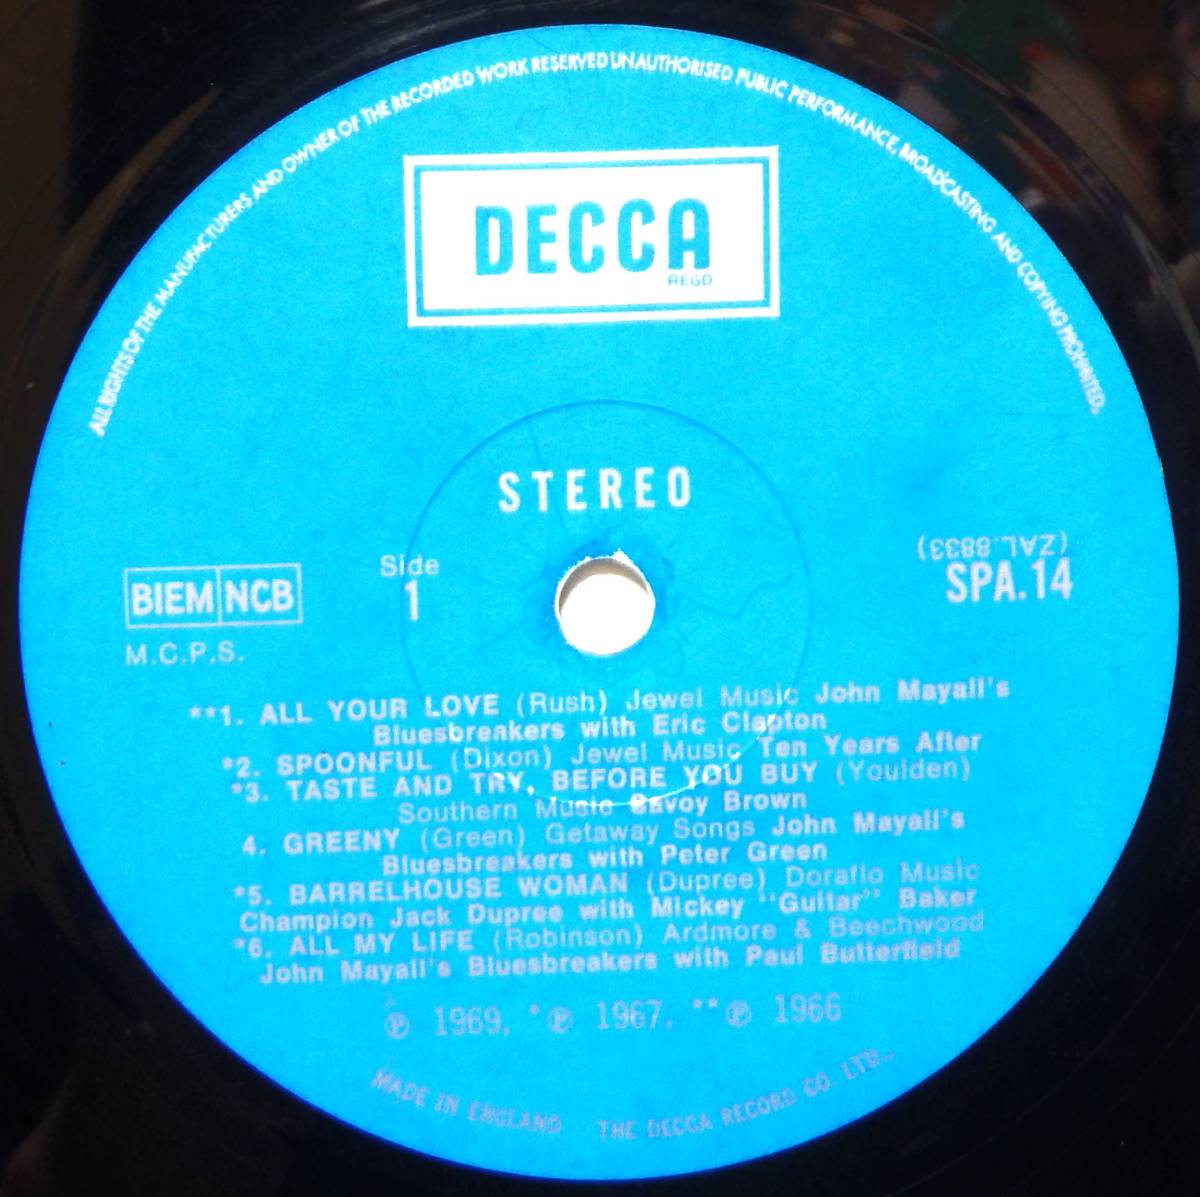 ALL RIGHTS OF THE MANUFACTURERS AND OWNER OF THE RECORDED WORK RESERVED UNAUTHORISED PUBLIC PERFORMANCE, BROADCASTING AND COPYING PROHIBITED.
DECCA
REGD
STEREO
(ZAL.8833)
Side
1
SPA.14
BIEM NCB
M.C.P.S.
**1. ALL YOUR LOVE (Rush) Jewel Music John Mayall's
Bluesbreakers with Eric Clapton
*2. SPOONFUL (Dixon) Jewel Music Ten Years After
*3. TASTE AND TRY, BEFORE YOU BUY (Youlden)
Southern Music Savoy Brown
4. GREENY (Green) Getaway Songs John Mayall's
Bluesbreakers with Peter Green
*5. BARRELHOUSE WOMAN (Dupree) Doraflo Music
Champion Jack Dupree with Mickey "Guitar" Baker
*6. ALL MY LIFE (Robinson) Ardmore & Beechwood
John Mayall's Bluesbreakers with Paul Butterfield
℗ 1969, *℗ 1967, **℗ 1966
MADE IN ENGLAND THE DECCA RECORD CO. LTD.,